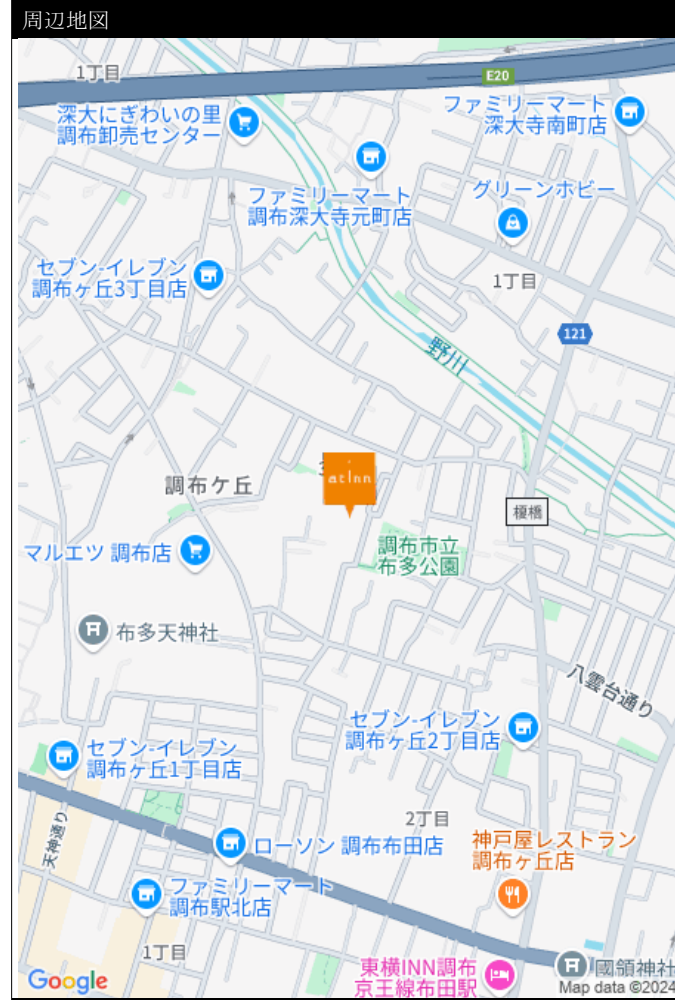 周辺地図
1丁目
E20
深大にぎわいの里
調布卸売センター
ファミリーマート
深大寺南町店
ファミリーマート
調布深大寺元町店
グリーンホビー
セブン-イレブン
調布ヶ丘3丁目店
1丁目
121
野川
atInn
調布ケ丘
榎橋
マルエツ 調布店
調布市立
布多公園
布多天神社
八雲台通り
セブン-イレブン
調布ヶ丘2丁目店
セブン-イレブン
調布ヶ丘1丁目店
天神通り
2丁目
ローソン 調布布田店
神戸屋レストラン
調布ヶ丘店
ファミリーマート
調布駅北店
1丁目
東横INN調布
京王線布田駅
國領神社
Google
Map data ©2024